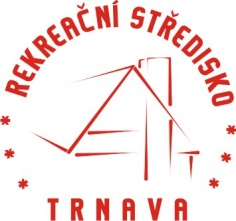 REKREAČNÍ STŘEDISKO
TRNAVA